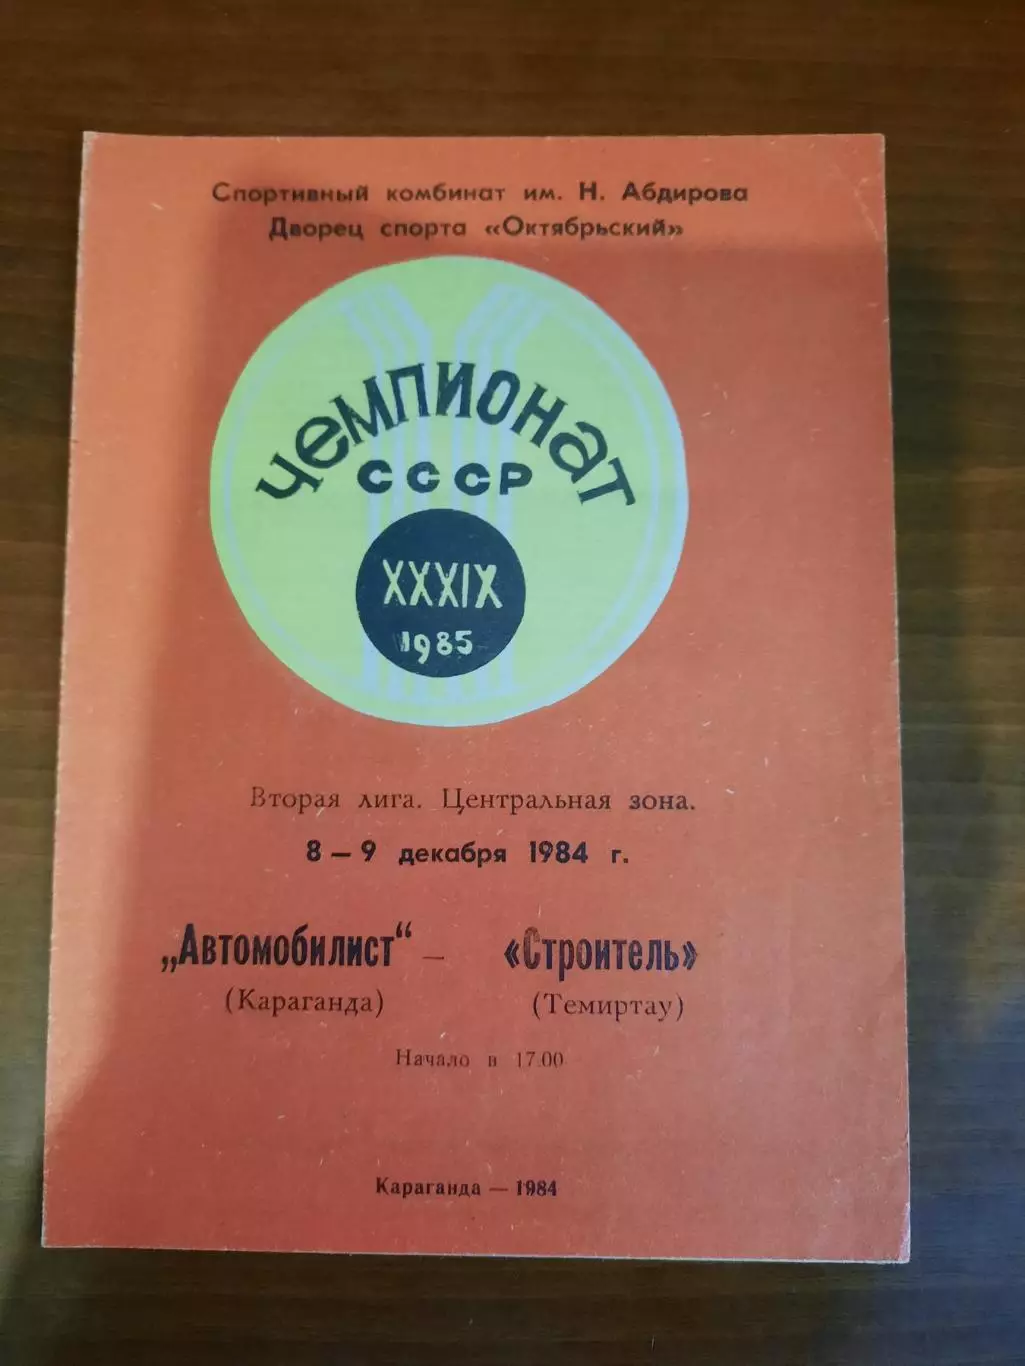 Спортивный комбинат им. Н. Абдирова
Дворец спорта «Октябрьский»
Чемпионат
СССР
XXXIX
1985
Вторая лига. Центральная зона.
8 — 9 декабря 1984 г.
„Автомобилист“ — «Строитель»
(Караганда) (Темиртау)
Начало в 17.00
Караганда — 1984